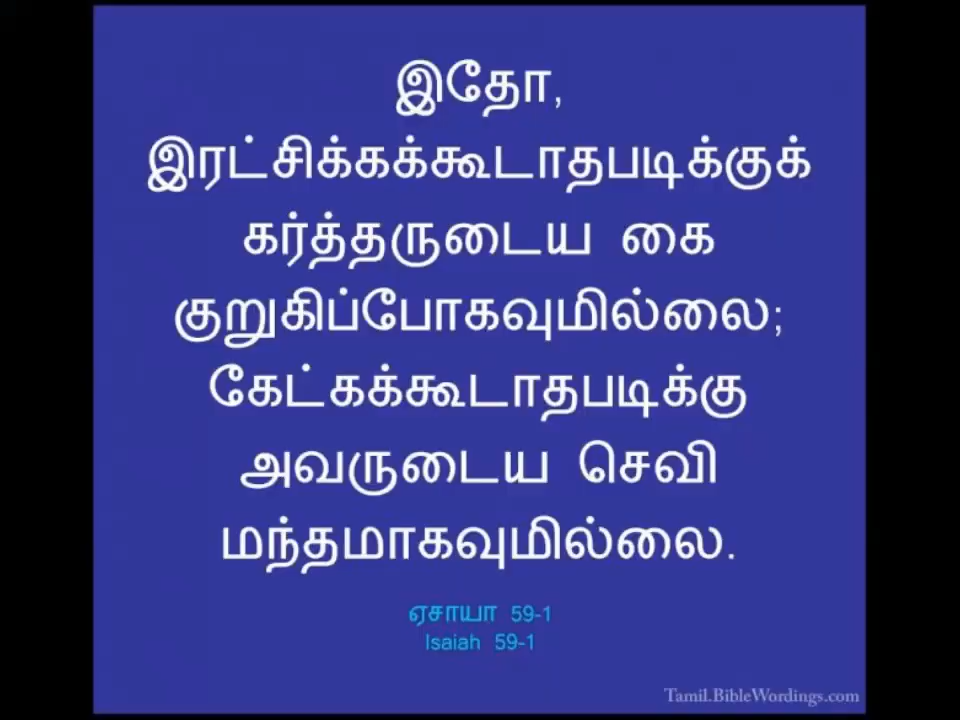 இதோ,
இரட்சிக்கக்கூடாதபடிக்குக்
கர்த்தருடைய கை
குறுகிப்போகவுமில்லை;
கேட்கக்கூடாதபடிக்கு
அவருடைய செவி
மந்தமாகவுமில்லை.
ஏசாயா 59-1
Isaiah 59-1
Tamil.BibleWordings.com